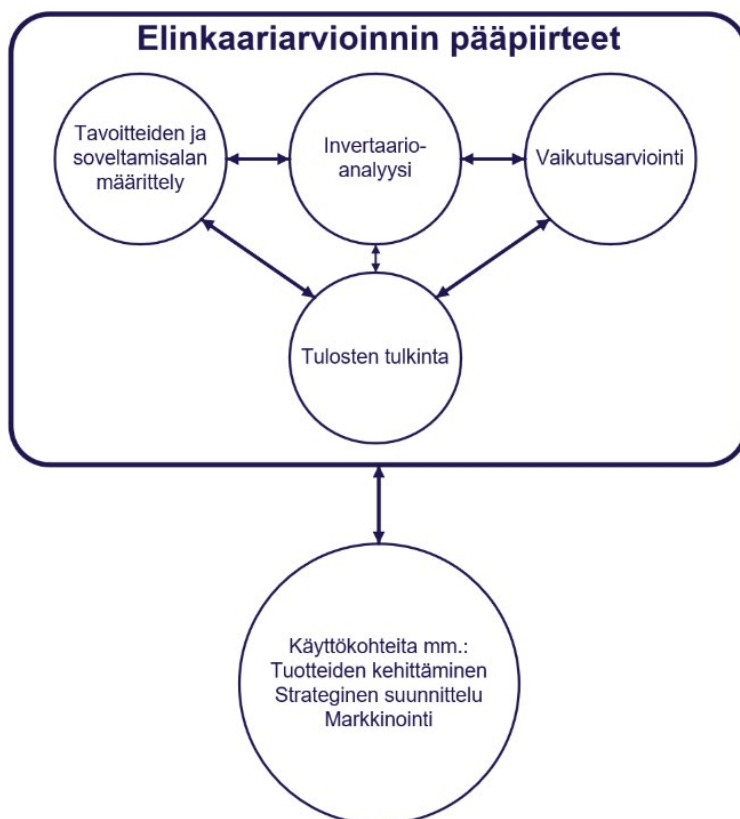 Elinkaariarvioinnin pääpiirteet
Tavoitteiden ja
soveltamisalan
määrittely
Invertaario-
analyysi
Vaikutusarviointi
Tulosten tulkinta
Käyttökohteita mm.:
Tuotteiden kehittäminen
Strateginen suunnittelu
Markkinointi